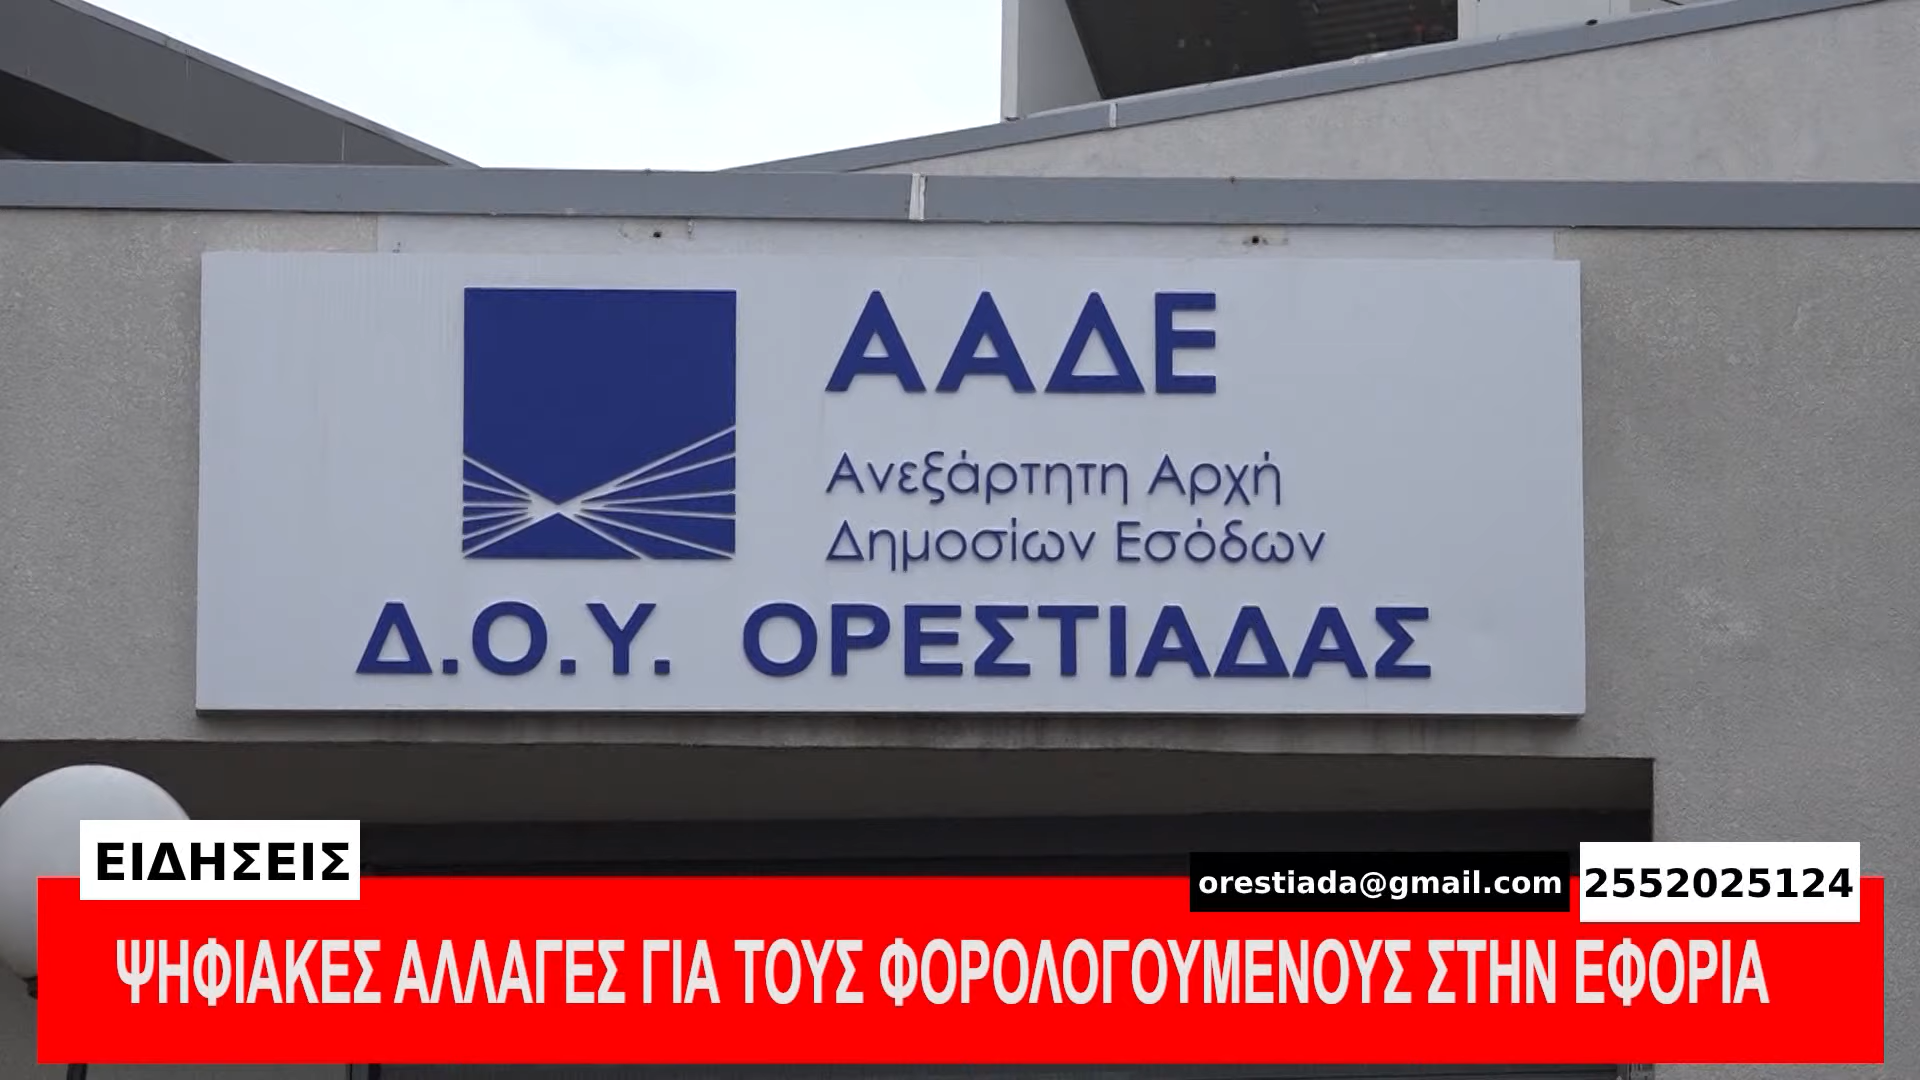 ΑΑΔΕ
Ανεξάρτητη Αρχή
Δημοσίων Εσόδων
Δ.Ο.Υ. ΟΡΕΣΤΙΑΔΑΣ
ΕΙΔΗΣΕΙΣ
orestiada@gmail.com
2552025124
ΨΗΦΙΑΚΕΣ ΑΛΛΑΓΕΣ ΓΙΑ ΤΟΥΣ ΦΟΡΟΛΟΓΟΥΜΕΝΟΥΣ ΣΤΗΝ ΕΦΟΡΙΑ